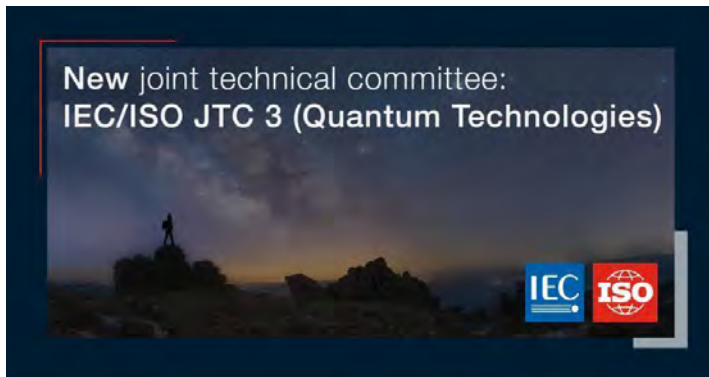 New joint technical committee:
IEC/ISO JTC 3 (Quantum Technologies)
IEC ISO